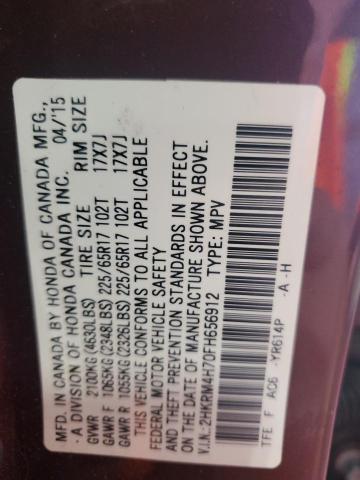 MFD. IN CANADA BY HONDA OF CANADA MFG.,
- A DIVISION OF HONDA CANADA INC. 04/15
GVWR 2100KG (4630LBS) TIRE SIZE RIM SIZE
GAWR F 1065KG (2348LBS) 225/65R17 102T 17X7J
GAWR R 1055KG (2326LBS) 225/65R17 102T 17X7J
THIS VEHICLE CONFORMS TO ALL APPLICABLE
FEDERAL MOTOR VEHICLE SAFETY
AND THEFT PREVENTION STANDARDS IN EFFECT
ON THE DATE OF MANUFACTURE SHOWN ABOVE.
V.I.N.:2HKRM4H70FH656912 TYPE: MPV
TFE F AC6 -YR614P -A -H